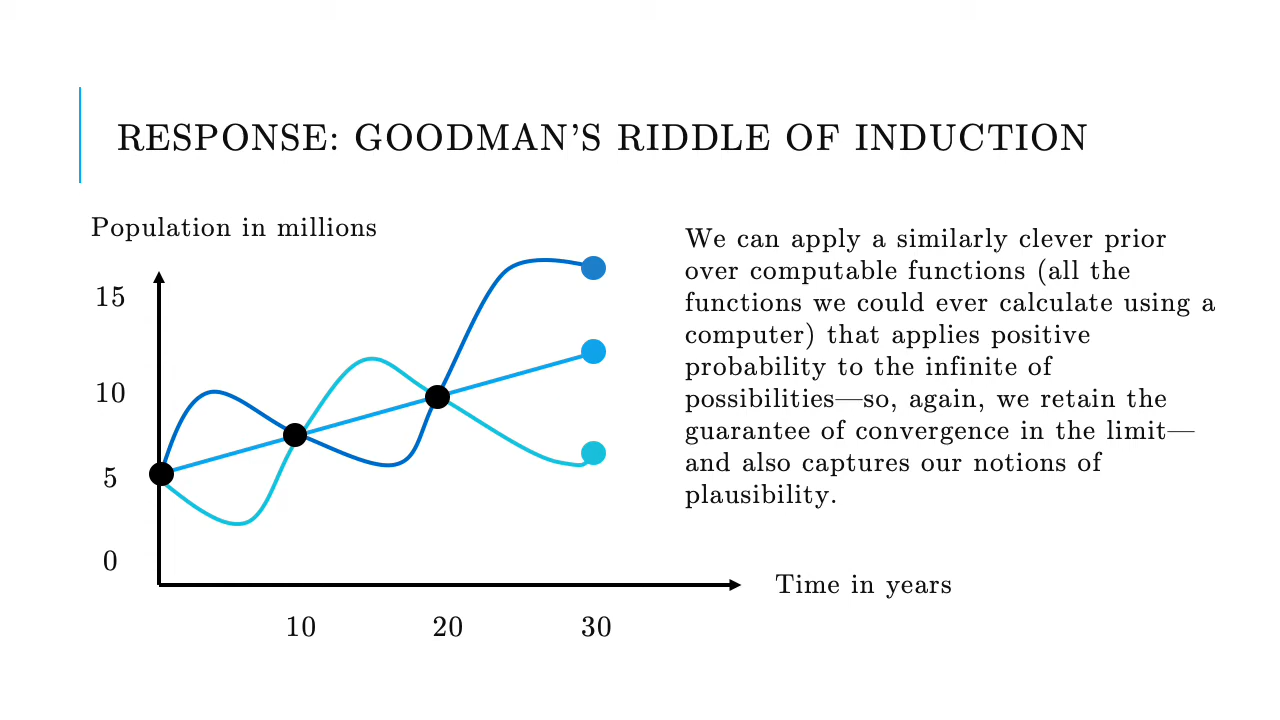 RESPONSE: GOODMAN’S RIDDLE OF INDUCTION
Population in millions
15
10
5
0
10 20 30
Time in years
We can apply a similarly clever prior
over computable functions (all the
functions we could ever calculate using a
computer) that applies positive
probability to the infinite of
possibilities—so, again, we retain the
guarantee of convergence in the limit—
and also captures our notions of
plausibility.